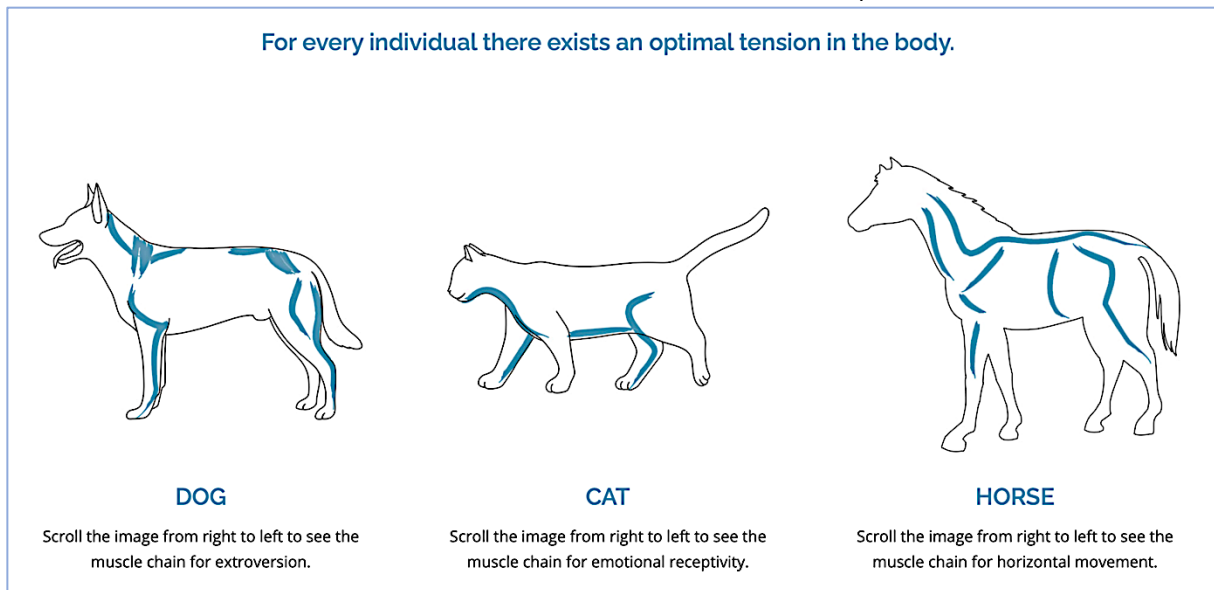 For every individual there exists an optimal tension in the body.
DOG
Scroll the image from right to left to see the
muscle chain for extroversion.
CAT
Scroll the image from right to left to see the
muscle chain for emotional receptivity.
HORSE
Scroll the image from right to left to see the
muscle chain for horizontal movement.